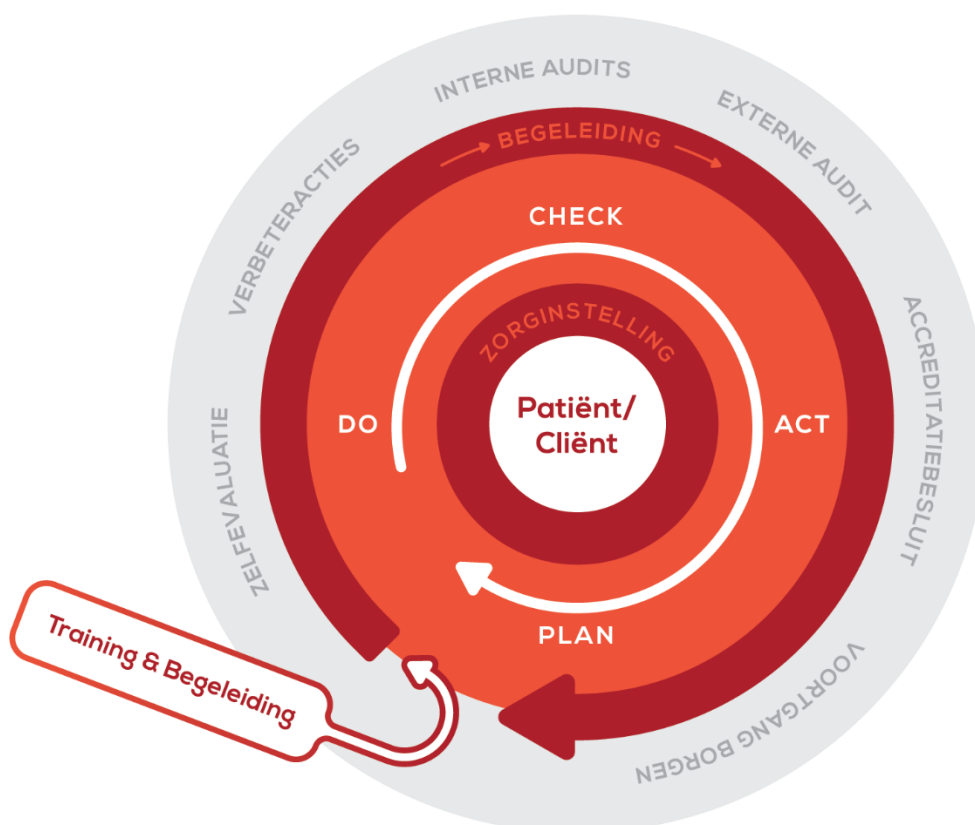 INTERNE AUDITS
EXTERNE AUDIT
ACCREDITATIEBESLUIT
VOORTGANG BORGEN
ZELFEVALUATIE
VERBETERACTIES
BEGELEIDING
CHECK
ACT
PLAN
DO
ZORGINSTELLING
Patiënt/
Cliënt
Training & Begeleiding